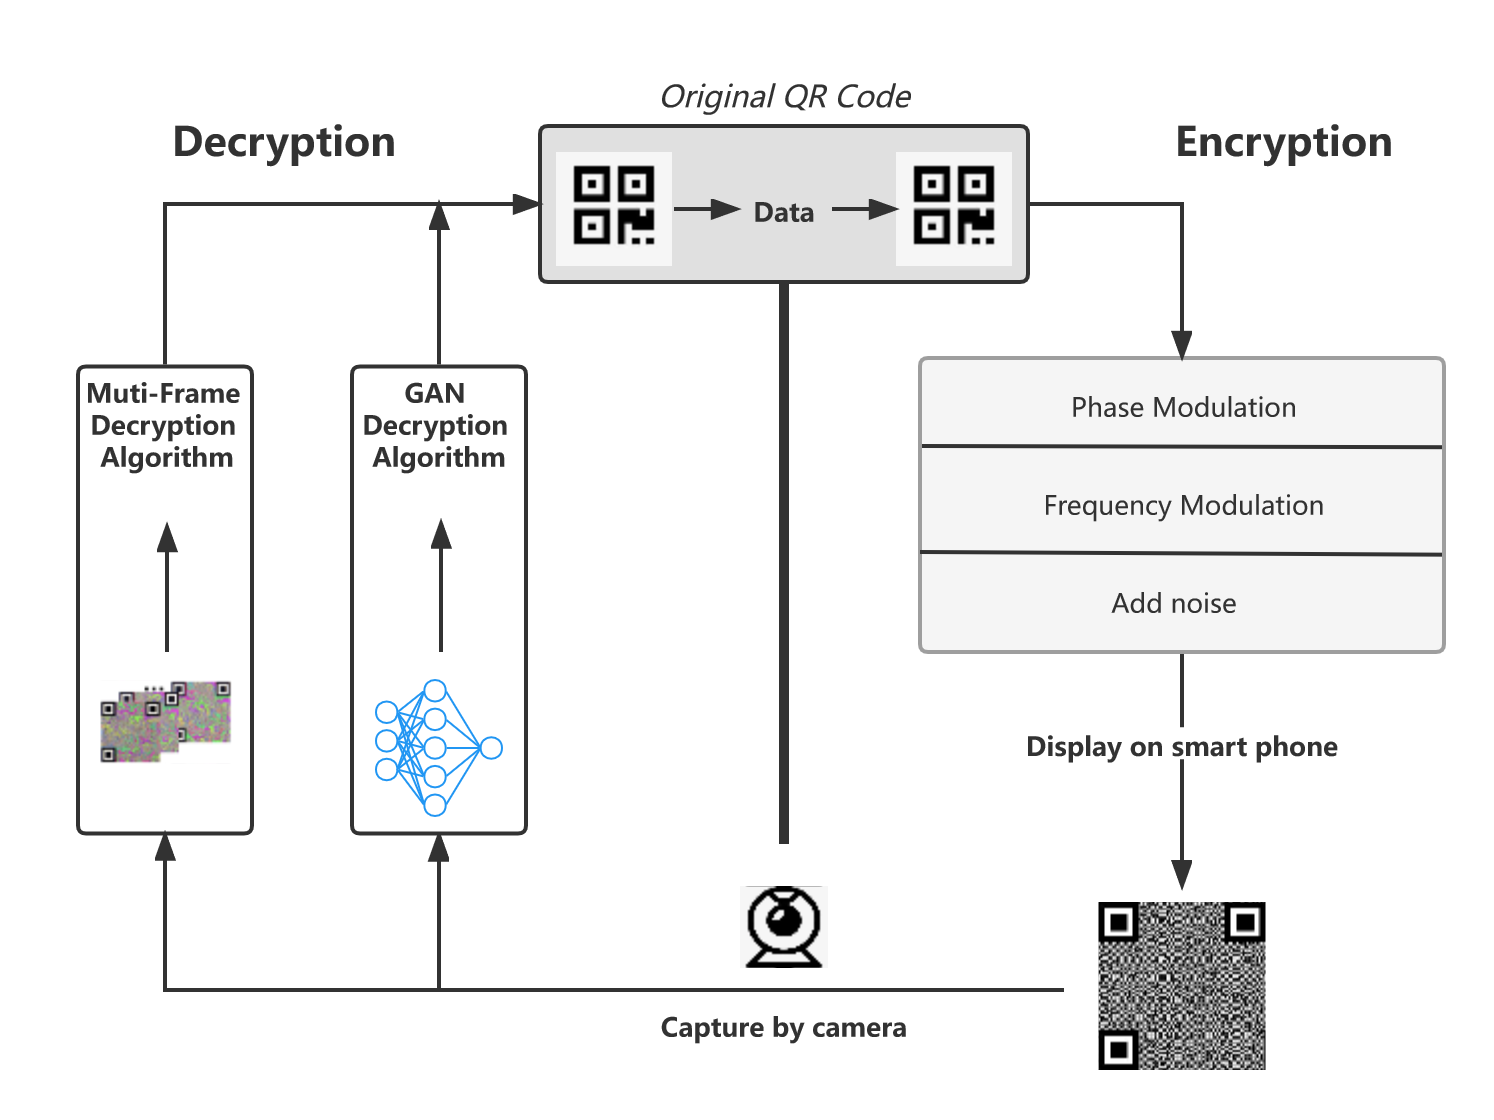 Original QR Code
Decryption
Encryption
Data
Muti-Frame
Decryption
Algorithm
GAN
Decryption
Algorithm
Phase Modulation
Frequency Modulation
Add noise
Display on smart phone
Capture by camera